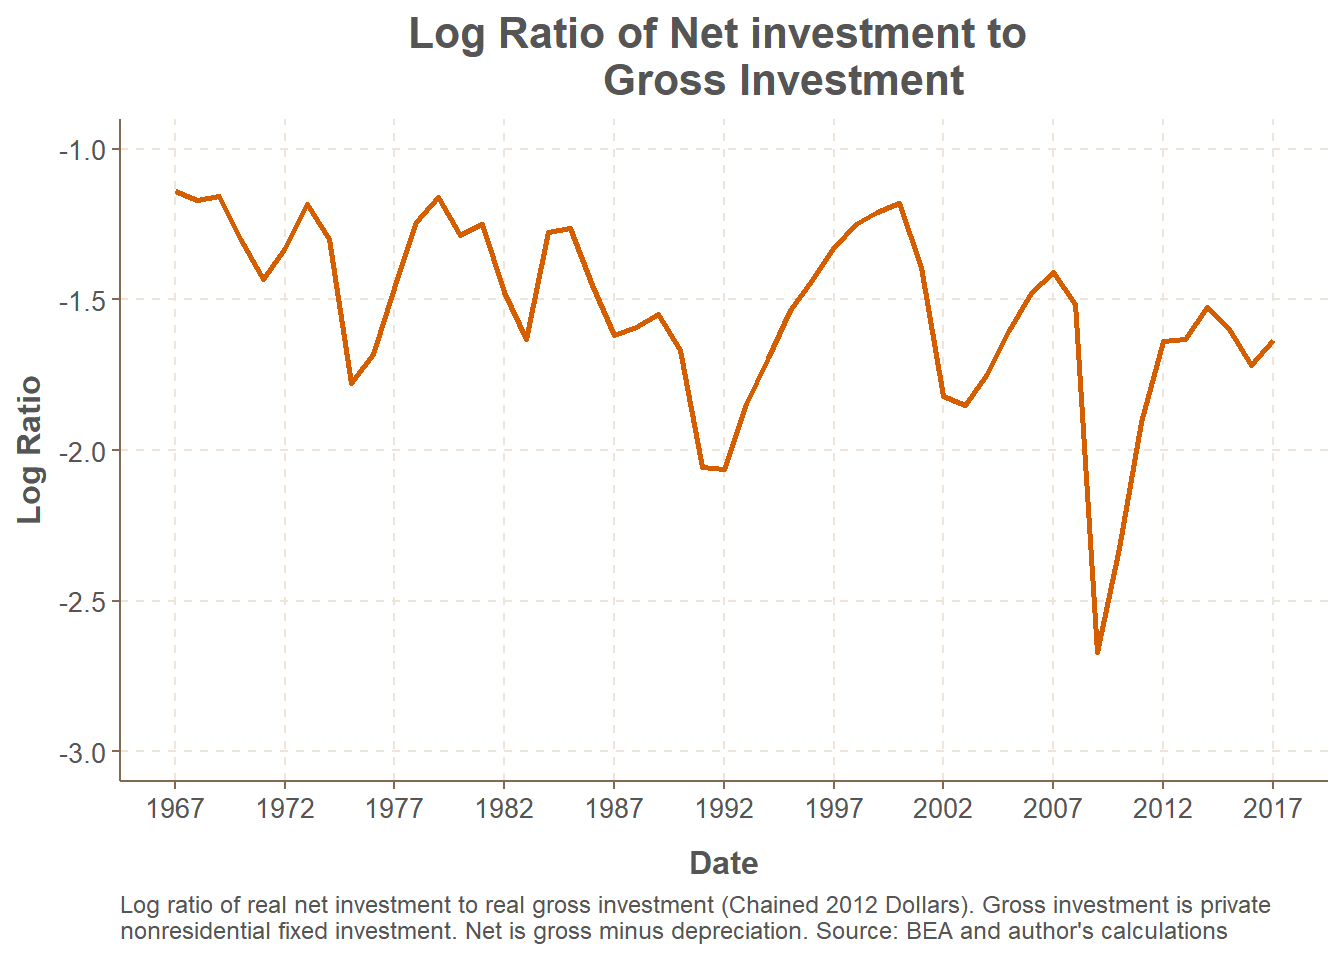 Log Ratio of Net investment to
Gross Investment
Log Ratio
-1.0
-1.5
-2.0
-2.5
-3.0
1967 1972 1977 1982 1987 1992 1997 2002 2007 2012 2017
Date
Log ratio of real net investment to real gross investment (Chained 2012 Dollars). Gross investment is private
nonresidential fixed investment. Net is gross minus depreciation. Source: BEA and author's calculations